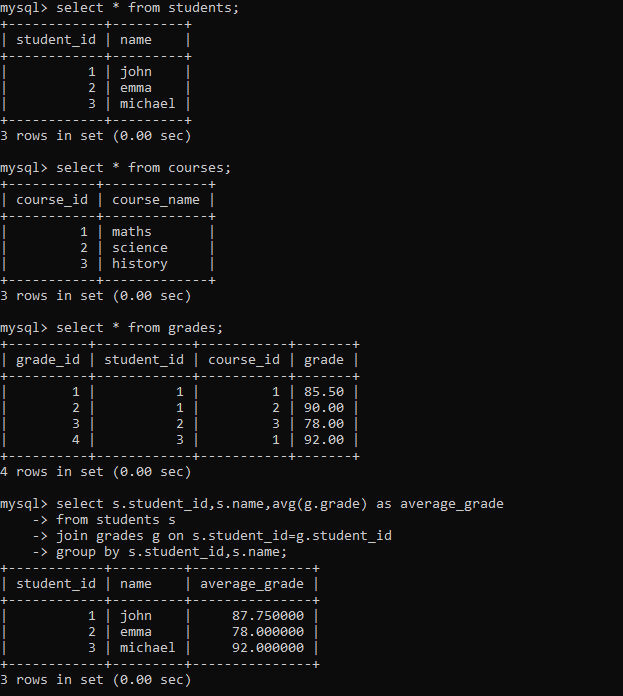 mysql> select * from students;
+------------+---------+
| student_id | name    |
+------------+---------+
|          1 | john    |
|          2 | emma    |
|          3 | michael |
+------------+---------+
3 rows in set (0.00 sec)

mysql> select * from courses;
+-----------+-------------+
| course_id | course_name |
+-----------+-------------+
|         1 | maths       |
|         2 | science     |
|         3 | history     |
+-----------+-------------+
3 rows in set (0.00 sec)

mysql> select * from grades;
+----------+------------+-----------+-------+
| grade_id | student_id | course_id | grade |
+----------+------------+-----------+-------+
|        1 |          1 |         1 | 85.50 |
|        2 |          1 |         2 | 90.00 |
|        3 |          2 |         3 | 78.00 |
|        4 |          3 |         1 | 92.00 |
+----------+------------+-----------+-------+
4 rows in set (0.00 sec)

mysql> select s.student_id,s.name,avg(g.grade) as average_grade
    -> from students s
    -> join grades g on s.student_id=g.student_id
    -> group by s.student_id,s.name;
+------------+---------+---------------+
| student_id | name    | average_grade |
+------------+---------+---------------+
|          1 | john    |     87.750000 |
|          2 | emma    |     78.000000 |
|          3 | michael |     92.000000 |
+------------+---------+---------------+
3 rows in set (0.00 sec)